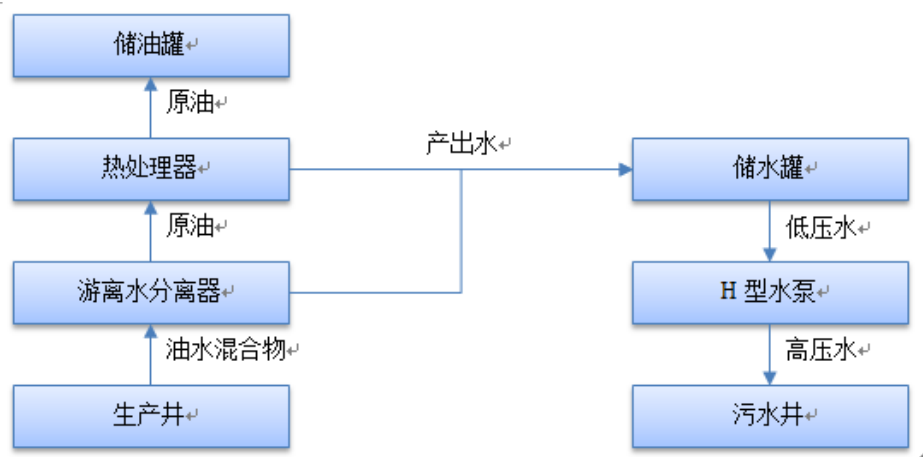 储油罐
原油
热处理器
产出水
储水罐
原油
低压水
游离水分离器
H 型水泵
油水混合物
高压水
生产井
污水井